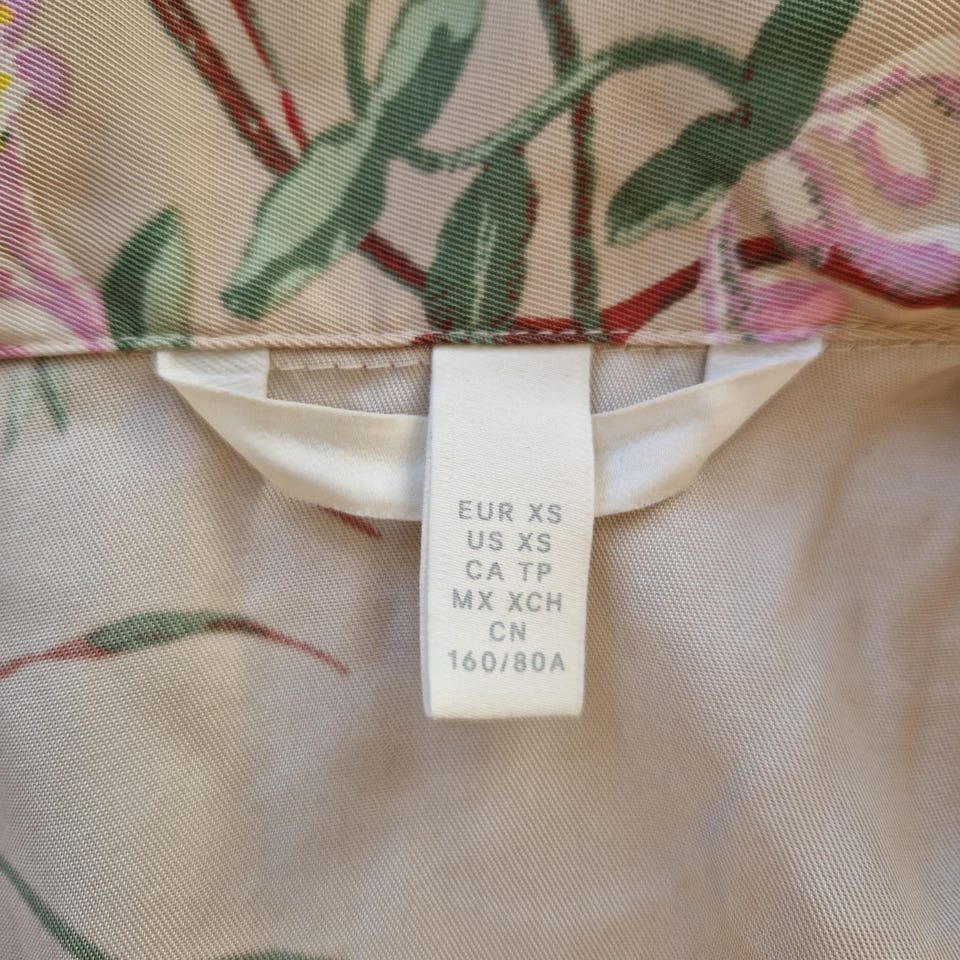 EUR XS
US XS
CA TP
MX XCH
CN
160/80A